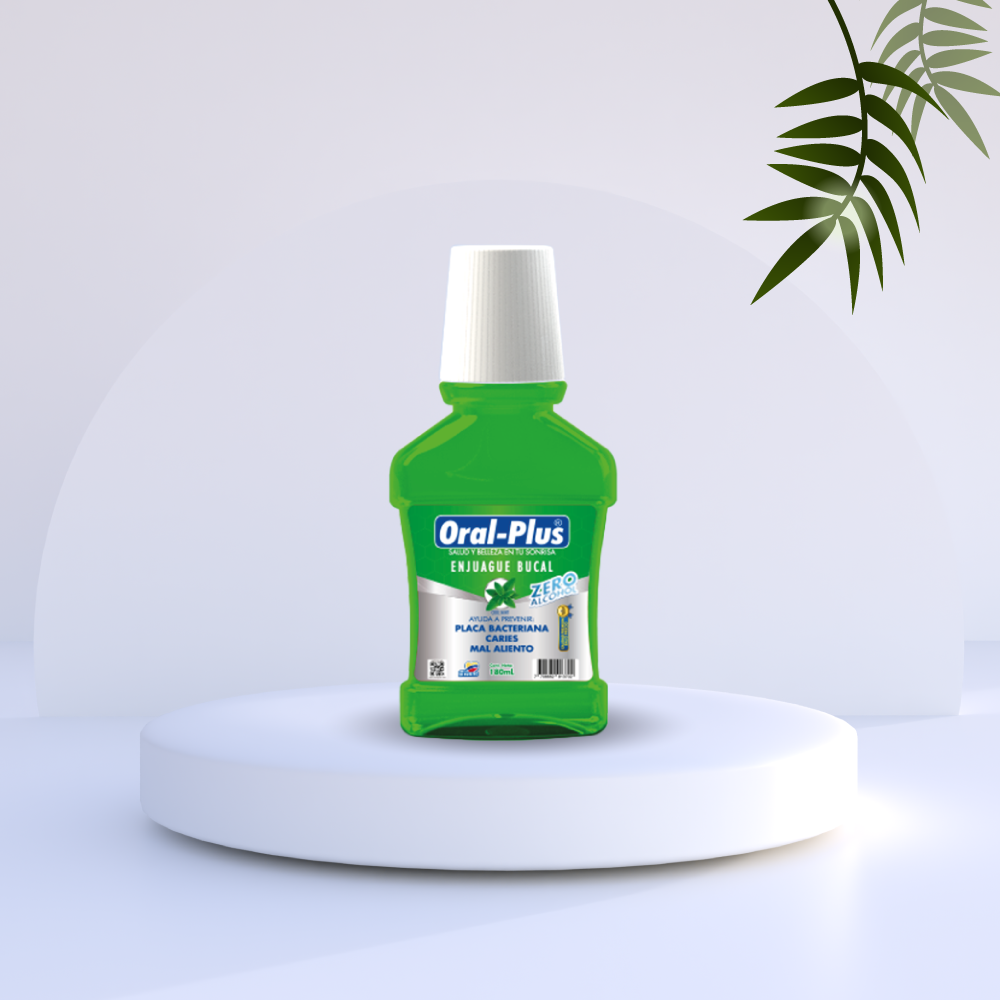 Oral-Plus®
SALUD Y BELLEZA EN TU SONRISA
ENJUAGUE BUCAL
ZERO
ALCOHOL
AYUDA A PREVENIR:
PLACA BACTERIANA
CARIES
MAL ALIENTO
180mL